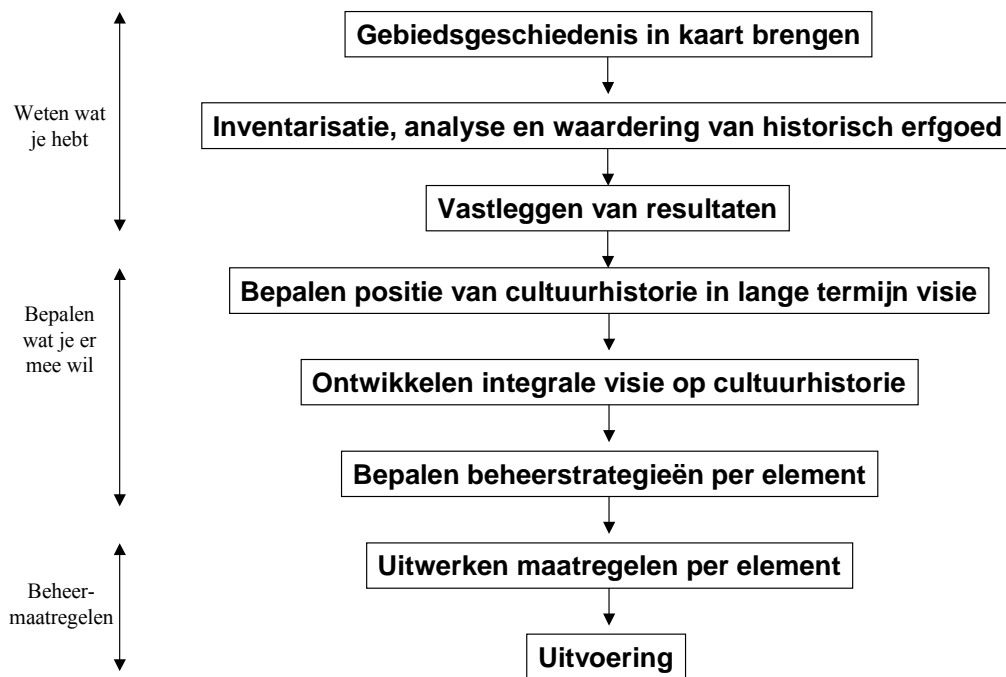 Gebiedsgeschiedenis in kaart brengen
Weten wat
je hebt
Inventarisatie, analyse en waardering van historisch erfgoed
Vastleggen van resultaten
Bepalen positie van cultuurhistorie in lange termijn visie
Bepalen
wat je er
mee wil
Ontwikkelen integrale visie op cultuurhistorie
Bepalen beheerstrategieën per element
Uitwerken maatregelen per element
Beheer-
maatregelen
Uitvoering